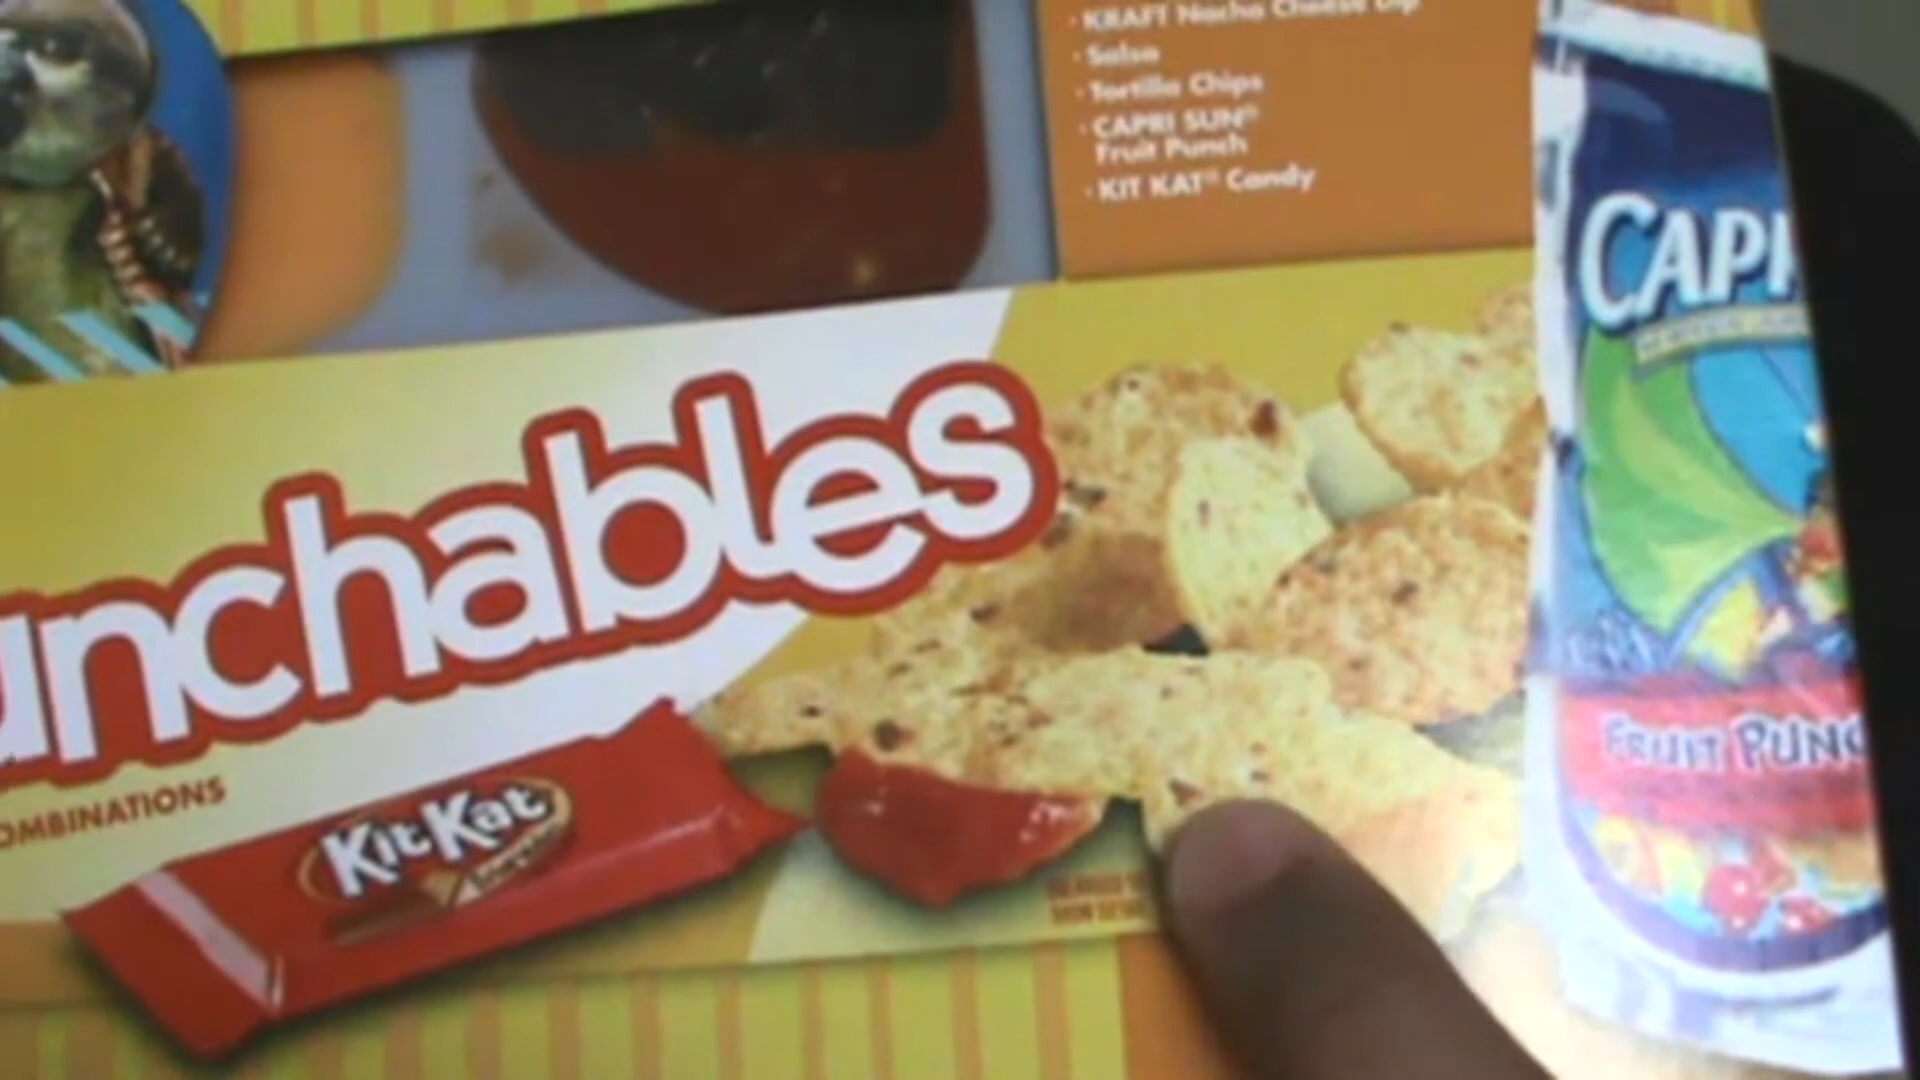 · KRAFT Nacho Cheese Dip
· Salsa
· Tortilla Chips
· CAPRI SUN®
Fruit Punch
· KIT KAT® Candy
CAPR
unchables
FRUIT PUNC
OMBINATIONS
KitKat